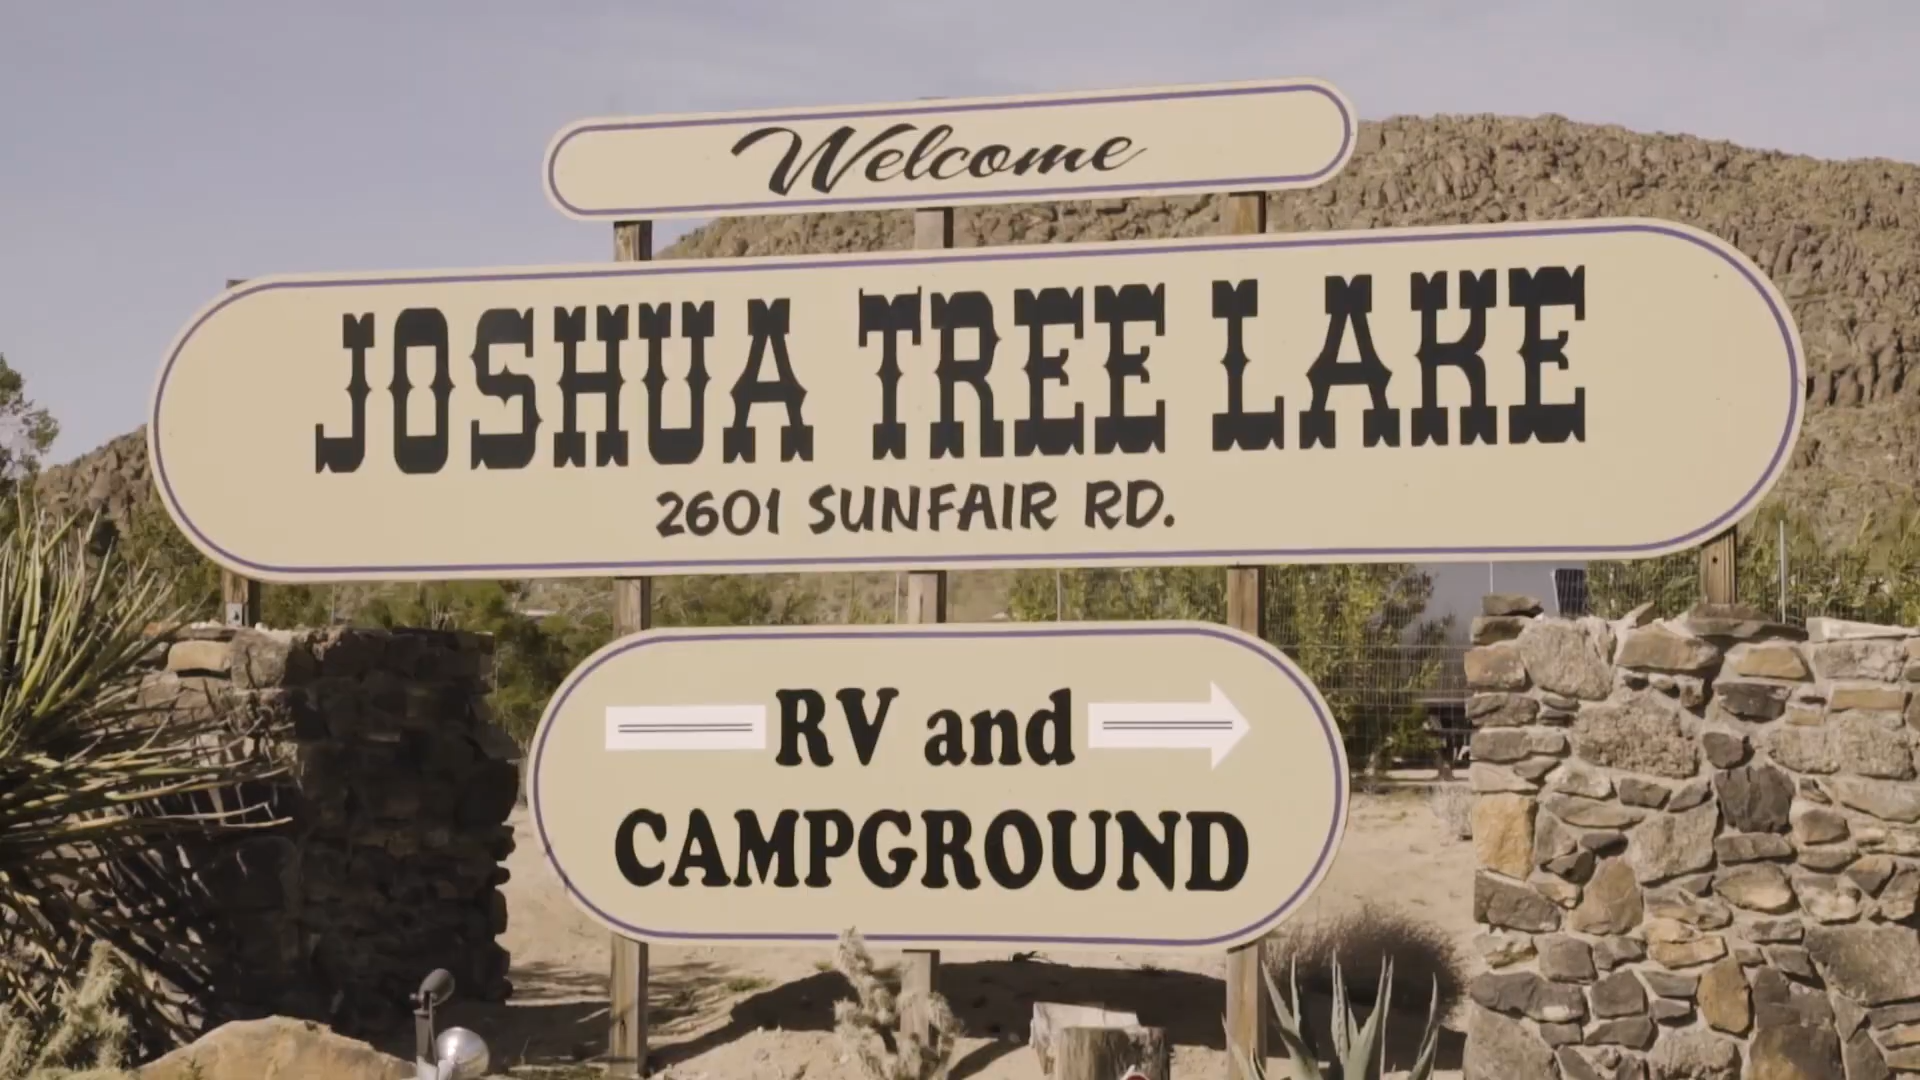 Welcome
JOSHUA TREE LAKE
2601 SUNFAIR RD.
RV and
CAMPGROUND